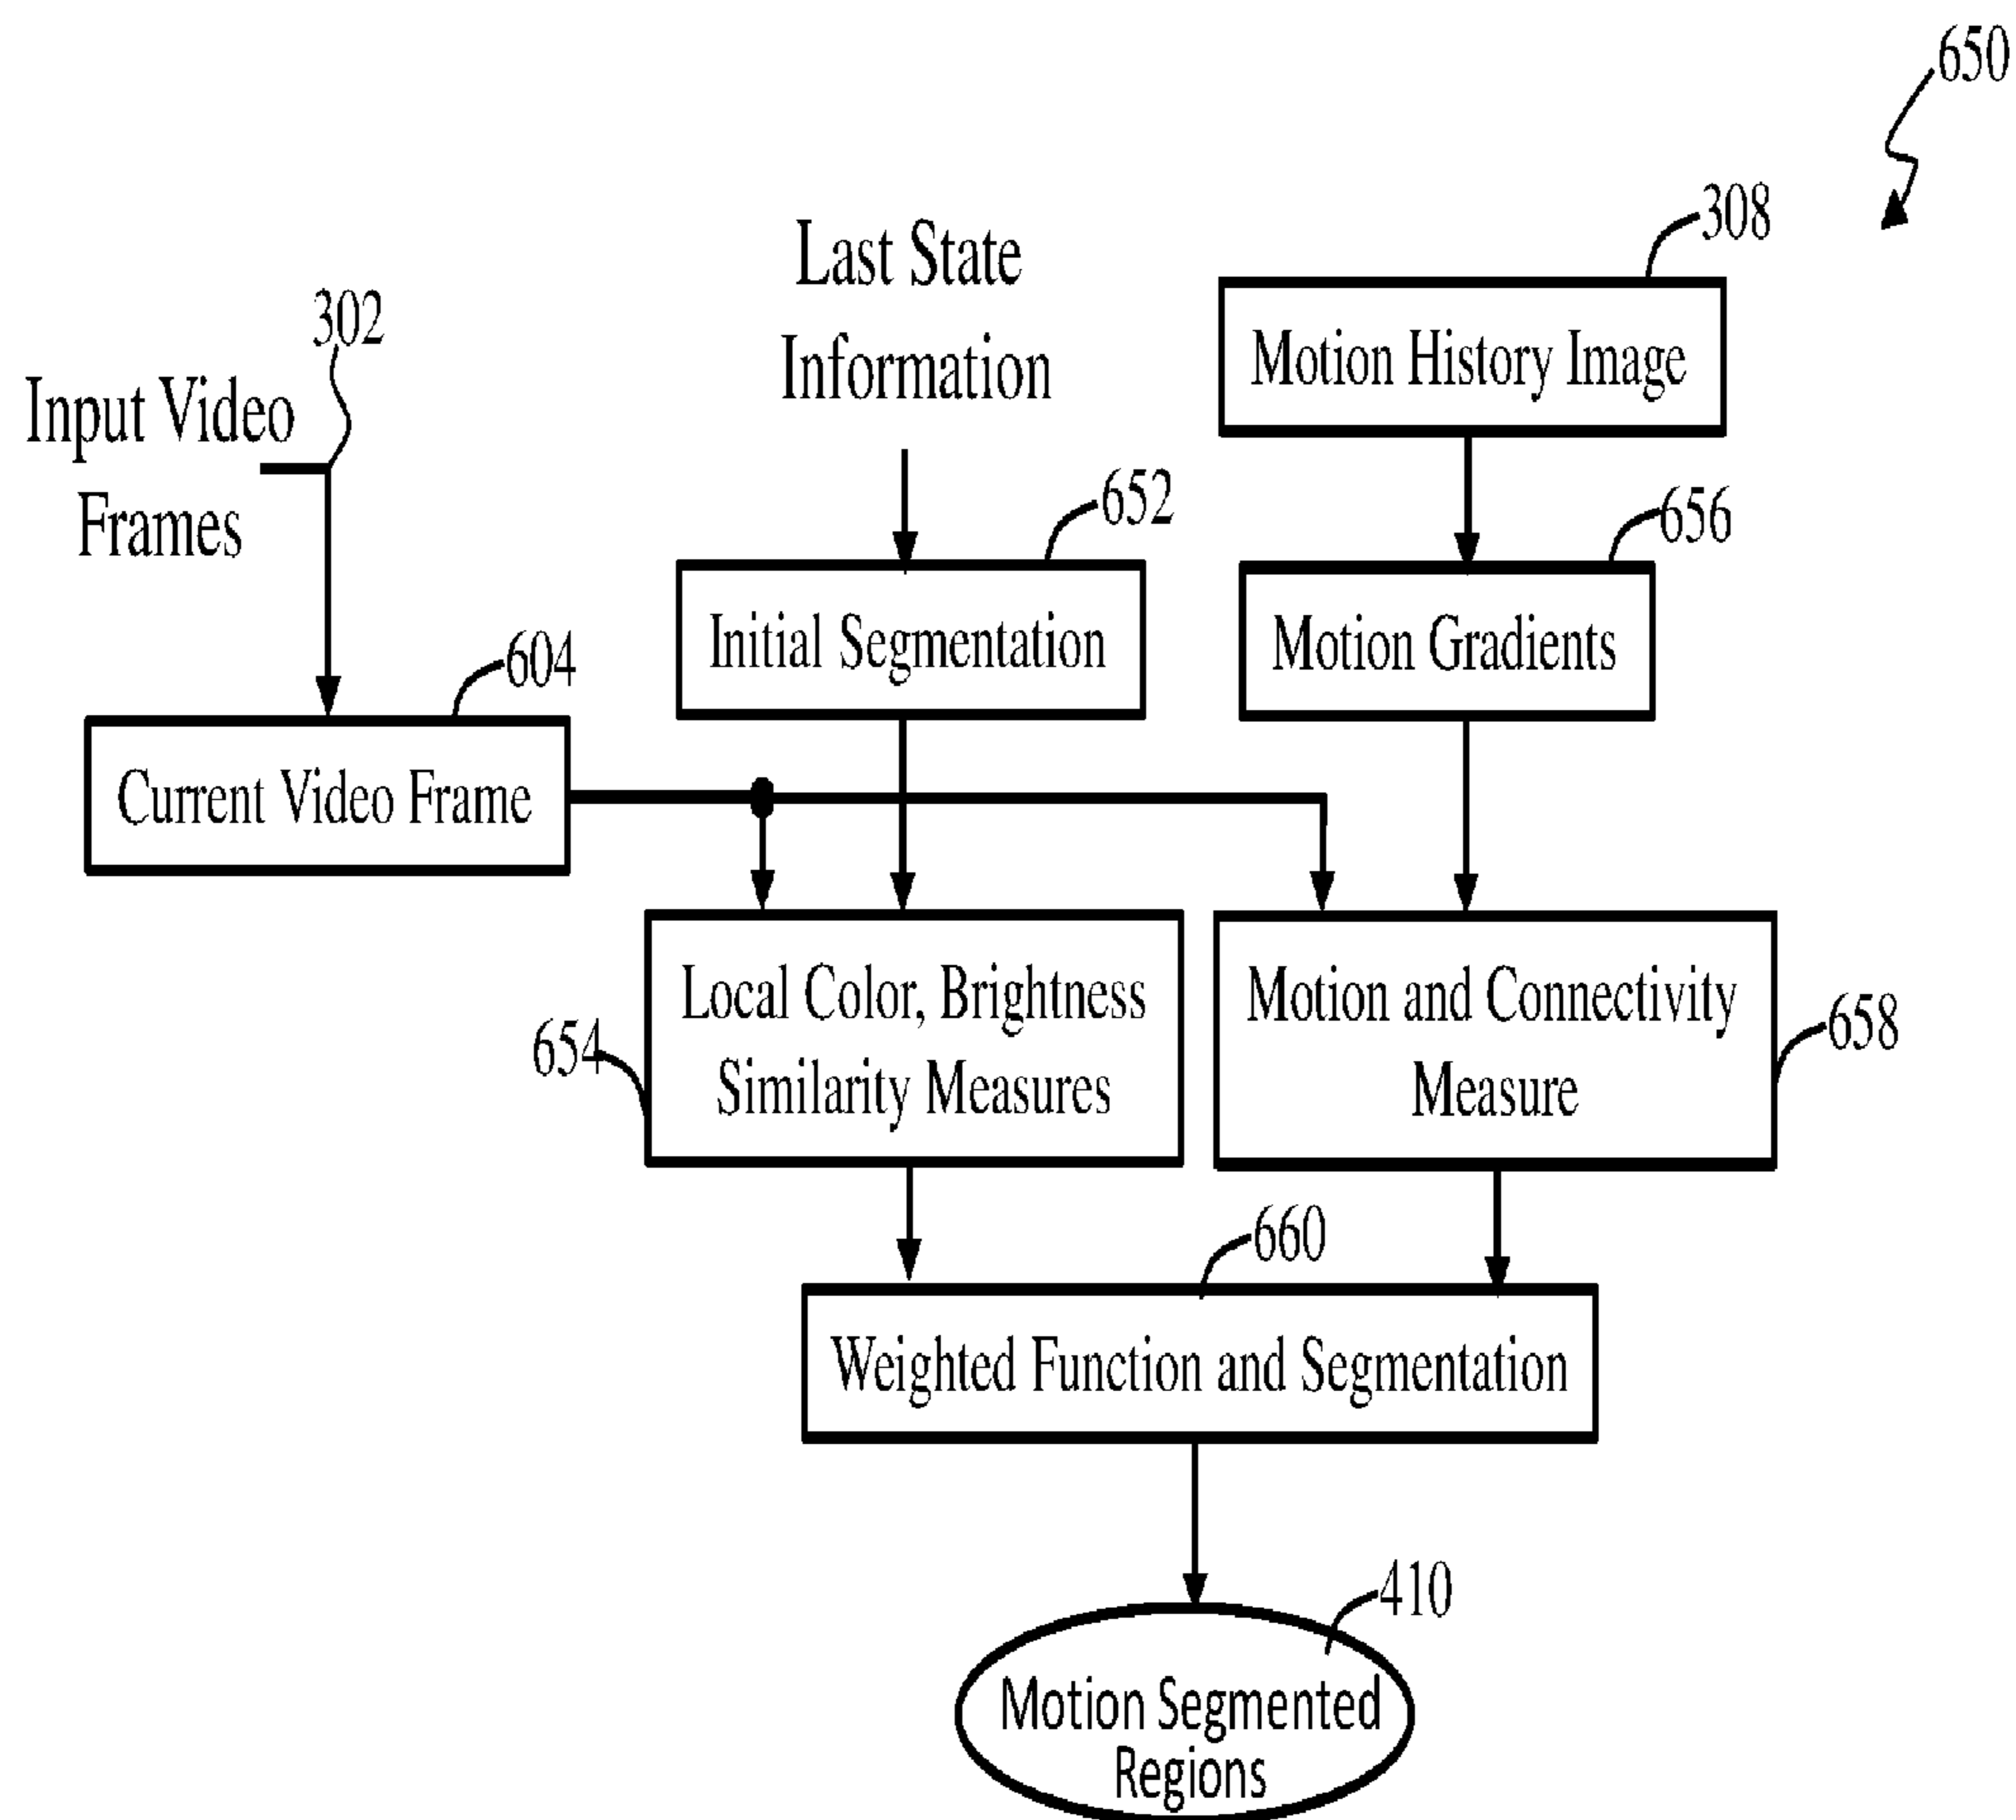 650
308
Last State
Information
Motion History Image
302
Input Video
Frames
652
656
Initial Segmentation
Motion Gradients
604
Current Video Frame
Local Color, Brightness
Similarity Measures
654
Motion and Connectivity
Measure
658
660
Weighted Function and Segmentation
410
Motion Segmented
Regions